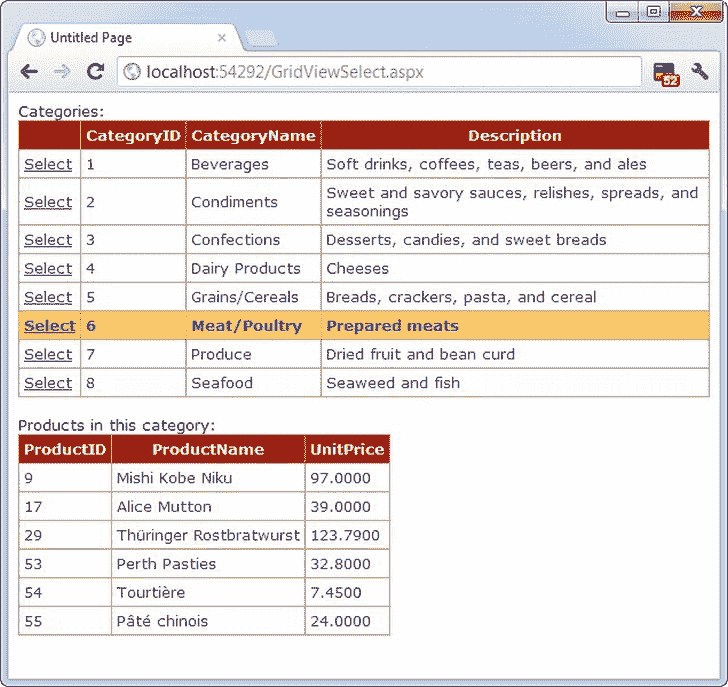 Untitled Page
localhost:54292/GridViewSelect.aspx
52
Categories:
CategoryID CategoryName Description
Select 1 Beverages Soft drinks, coffees, teas, beers, and ales
Select 2 Condiments Sweet and savory sauces, relishes, spreads, and
seasonings
Select 3 Confections Desserts, candies, and sweet breads
Select 4 Dairy Products Cheeses
Select 5 Grains/Cereals Breads, crackers, pasta, and cereal
Select 6 Meat/Poultry Prepared meats
Select 7 Produce Dried fruit and bean curd
Select 8 Seafood Seaweed and fish
Products in this category:
ProductID ProductName UnitPrice
9 Mishi Kobe Niku 97.0000
17 Alice Mutton 39.0000
29 Thüringer Rostbratwurst 123.7900
53 Perth Pasties 32.8000
54 Tourtière 7.4500
55 Pâté chinois 24.0000